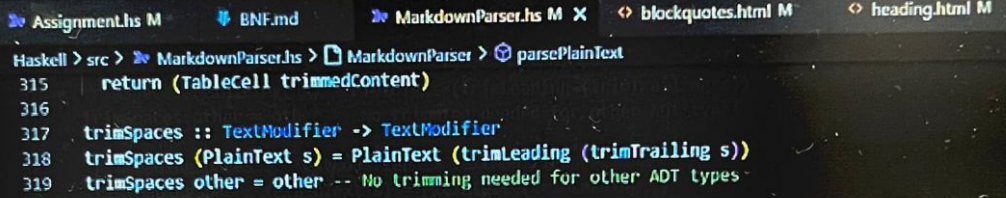 Assignment.hs M BNF.md MarkdownParser.hs M X blockquotes.html M heading.html M
Haskell > src > MarkdownParser.hs > MarkdownParser > parsePlainText
315 return (TableCell trimmedContent)
316
317 trimSpaces :: TextModifier -> TextModifier
318 trimSpaces (PlainText s) = PlainText (trimLeading (trimTrailing s))
319 trimSpaces other = other -- No trimming needed for other ADT types